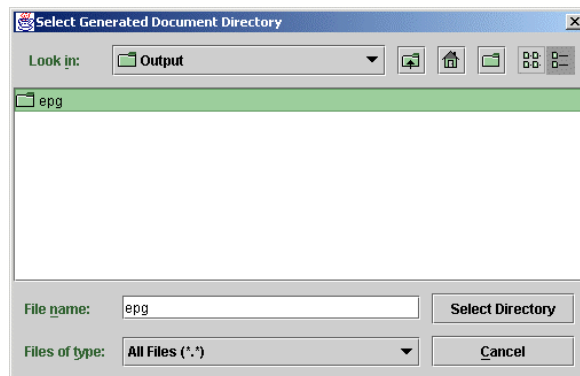 Select Generated Document Directory
Look in: Output
epg
File name: epg Select Directory
Files of type: All Files (*.*) Cancel